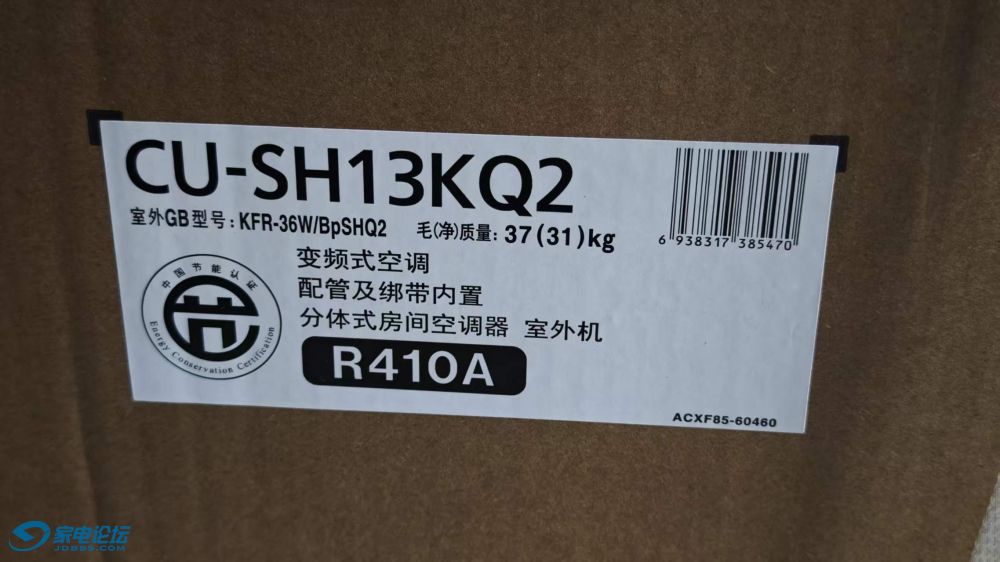 CU-SH13KQ2
室外GB型号: KFR-36W/BpSHQ2 毛(净)质量: 37(31)kg
6 938317 385470
变频式空调
配管及绑带内置
分体式房间空调器 室外机
R410A
中国节能认证
Energy Conservation Certification
ACXF85-60460
家电论坛
JDBBS.COM